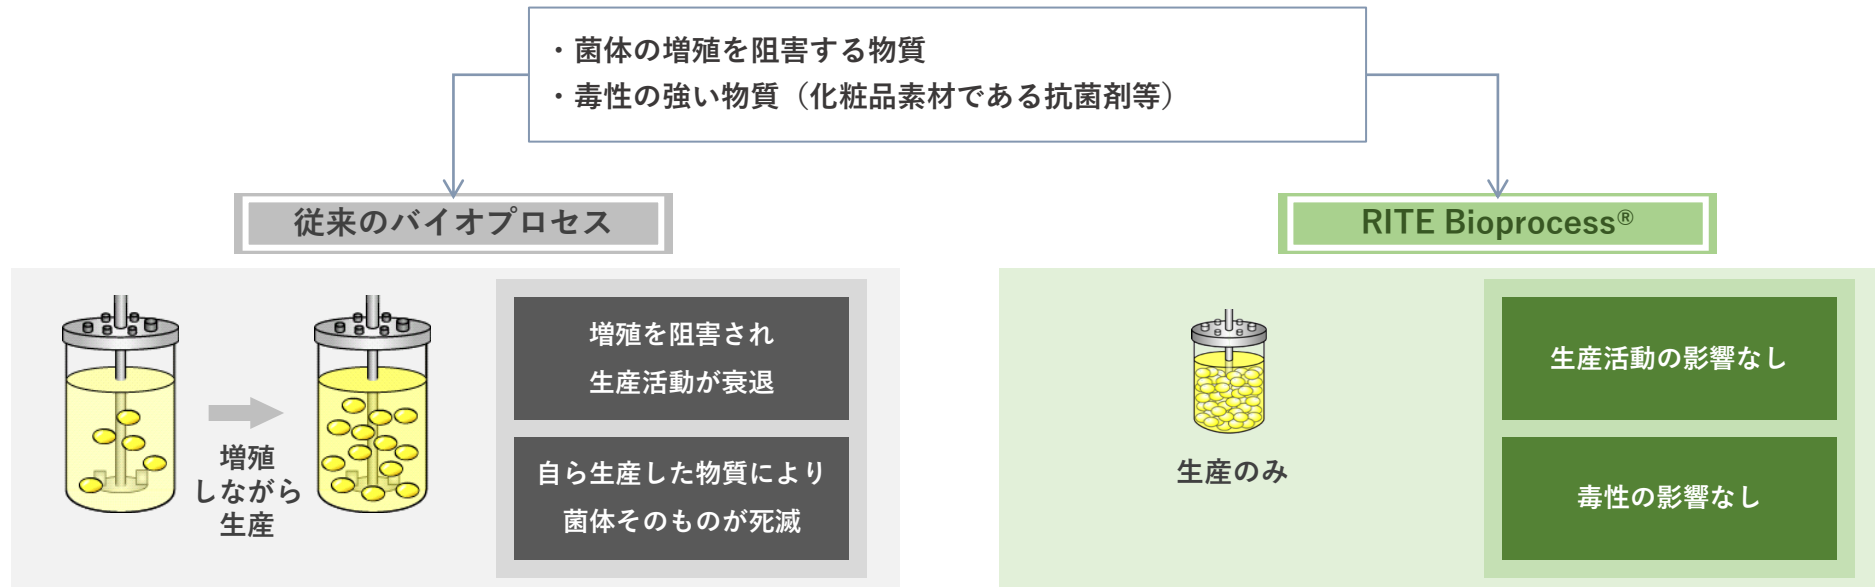 ・菌体の増殖を阻害する物質
・毒性の強い物質（化粧品素材である抗菌剤等）
従来のバイオプロセス
増殖
しながら
生産
増殖を阻害され
生産活動が衰退
自ら生産した物質により
菌体そのものが死滅
RITE Bioprocess®
生産のみ
生産活動の影響なし
毒性の影響なし